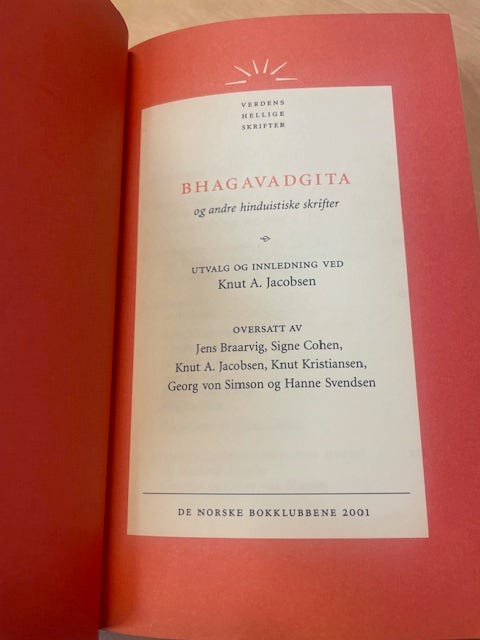 VERDENS
HELLIGE
SKRIFTER
BHAGAVADGITA
og andre hinduistiske skrifter
UTVALG OG INNLEDNING VED
Knut A. Jacobsen
OVERSATT AV
Jens Braarvig, Signe Cohen,
Knut A. Jacobsen, Knut Kristiansen,
Georg von Simson og Hanne Svendsen
DE NORSKE BOKKLUBBENE 2001